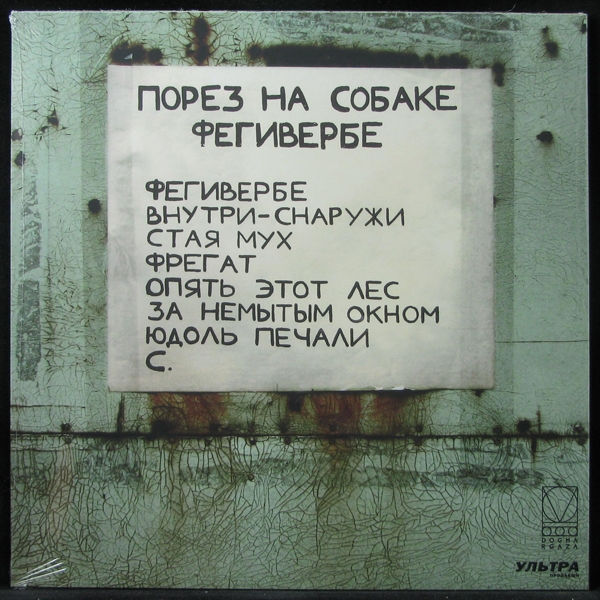 ПОРЕЗ НА СОБАКЕ
ФЕГИВЕРБЕ
ФЕГИВЕРБЕ
ВНУТРИ-СНАРУЖИ
СТАЯ МУХ
ФРЕГАТ
ОПЯТЬ ЭТОТ ЛЕС
ЗА НЕМЫТЫМ ОКНОМ
ЮДОЛЬ ПЕЧАЛИ
С.
УЛЬТРА